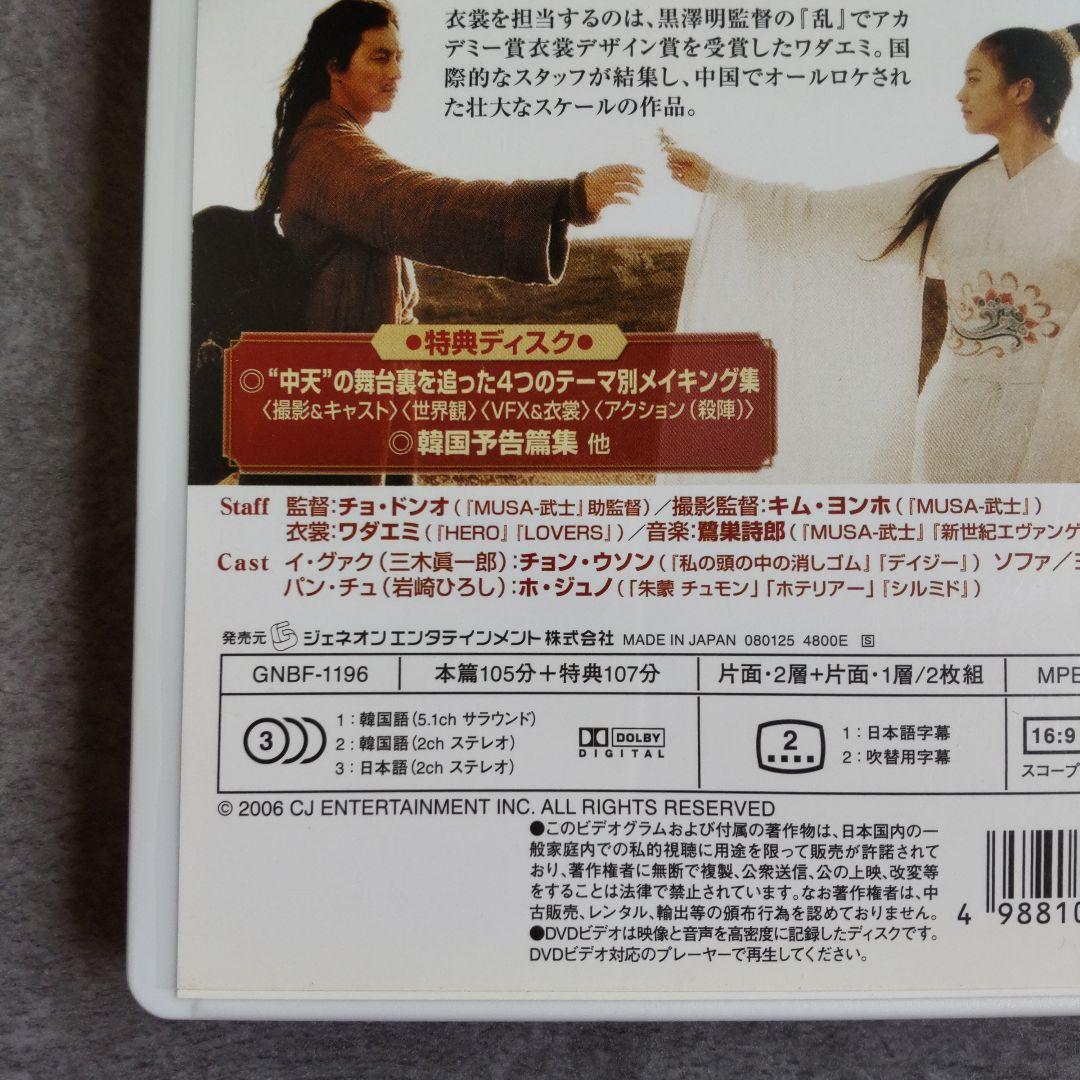 衣裳を担当するのは、黒澤明監督の『乱』でアカ
デミー賞衣裳デザイン賞を受賞したワダエミ。国
際的なスタッフが結集し、中国でオールロケされ
た壮大なスケールの作品。
●特典ディスク●
◎“中天”の舞台裏を追った4つのテーマ別メイキング集
〈撮影&キャスト〉〈世界観〉〈VFX&衣裳〉〈アクション(殺陣)〉
◎韓国予告篇集 他
Staff 監督:チョ・ドンオ(『MUSA-武士』助監督)/撮影監督:キム・ヨンホ(『MUSA-武士』)
衣裳:ワダエミ(『HERO』『LOVERS』)/音楽:鷺巣詩郎(『MUSA-武士』『新世紀エヴァンゲ
Cast イ・グァク(三木眞一郎):チョン・ウソン(『私の頭の中の消しゴム』『デイジー』) ソファ/
パン・チュ(岩崎ひろし):ホ・ジュノ(「朱蒙 チュモン」「ホテリアー」『シルミド』)
発売元 ジェネオン エンタテインメント株式会社 MADE IN JAPAN 080125 4800E S
GNBF-1196 本篇105分+特典107分 片面・2層+片面・1層/2枚組 MPE
3 1:韓国語(5.1ch サラウンド)
2:韓国語(2ch ステレオ)
3:日本語(2ch ステレオ)
DOLBY
DIGITAL
2 1:日本語字幕
2:吹替用字幕
16:9
スコープ
© 2006 CJ ENTERTAINMENT INC. ALL RIGHTS RESERVED
●このビデオグラムおよび付属の著作物は、日本国内の一
般家庭内での私的視聴に用途を限って販売が許諾されて
おり、著作権者に無断で複製、公衆送信、公の上映、改変等
をすることは法律で禁止されています。なお著作権者は、中
古販売、レンタル、輸出等の頒布行為を認めておりません。
●DVDビデオは映像と音声を高密度に記録したディスクです。
DVDビデオ対応のプレーヤーで再生してください。
4 98810